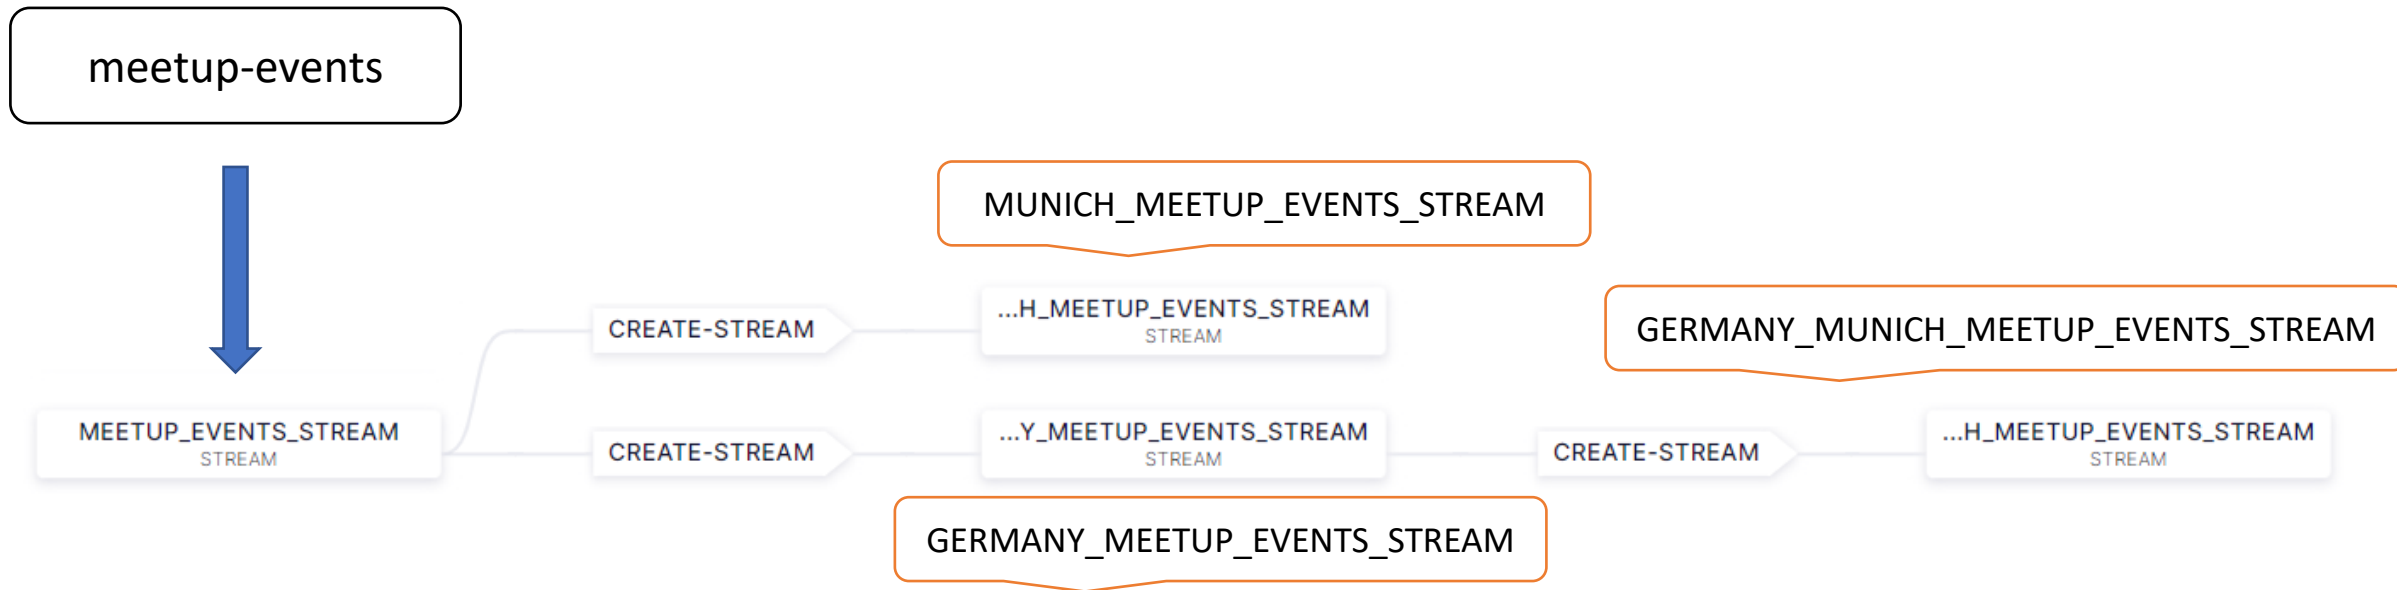 meetup-events
MUNICH_MEETUP_EVENTS_STREAM
CREATE-STREAM
...H_MEETUP_EVENTS_STREAM
STREAM
GERMANY_MUNICH_MEETUP_EVENTS_STREAM
MEETUP_EVENTS_STREAM
STREAM
CREATE-STREAM
...Y_MEETUP_EVENTS_STREAM
STREAM
CREATE-STREAM
...H_MEETUP_EVENTS_STREAM
STREAM
GERMANY_MEETUP_EVENTS_STREAM